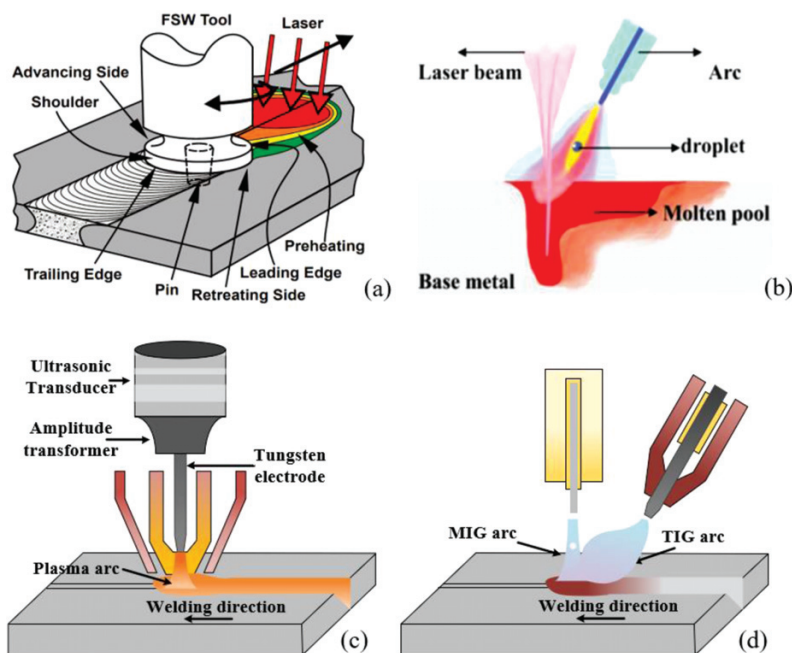 FSW Tool
Laser
Advancing Side
Shoulder
Preheating
Leading Edge
Trailing Edge
Pin
Retreating Side
(a)
Laser beam
Arc
droplet
Molten pool
Base metal
(b)
Ultrasonic
Transducer
Amplitude
transformer
Tungsten
electrode
Plasma arc
Welding direction
(c)
MIG arc
TIG arc
Welding direction
(d)